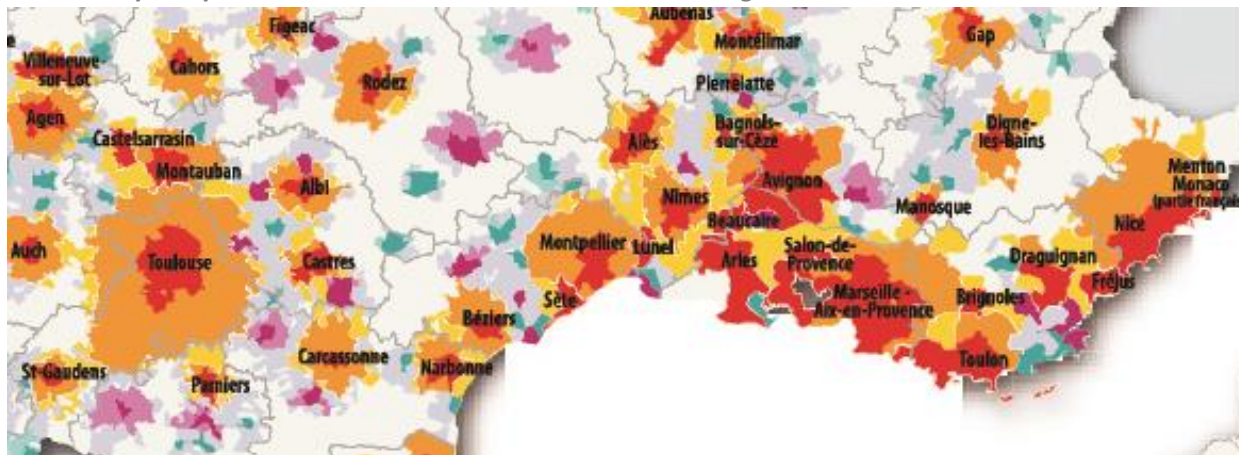 Figeac
Aubenas
Montélimar
Gap
Villeneuve-
sur-Lot
Cahors
Rodez
Pierrelatte
Agen
Castelsarrasin
Montauban
Albi
Alès
Bagnols-
sur-Cèze
Digne-
les-Bains
Nîmes
Avignon
Menton -
Monaco
(partie française)
Beaucaire
Manosque
Nice
Auch
Toulouse
Castres
Montpellier
Lunel
Arles
Salon-de-
Provence
Draguignan
Fréjus
Sète
Béziers
Marseille -
Aix-en-Provence
Brignoles
St-Gaudens
Pamiers
Carcassonne
Narbonne
Toulon